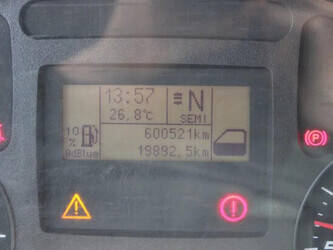 13:57 N
26,8°C SEMI
10 % AdBlue
600521km
19892,5km
P